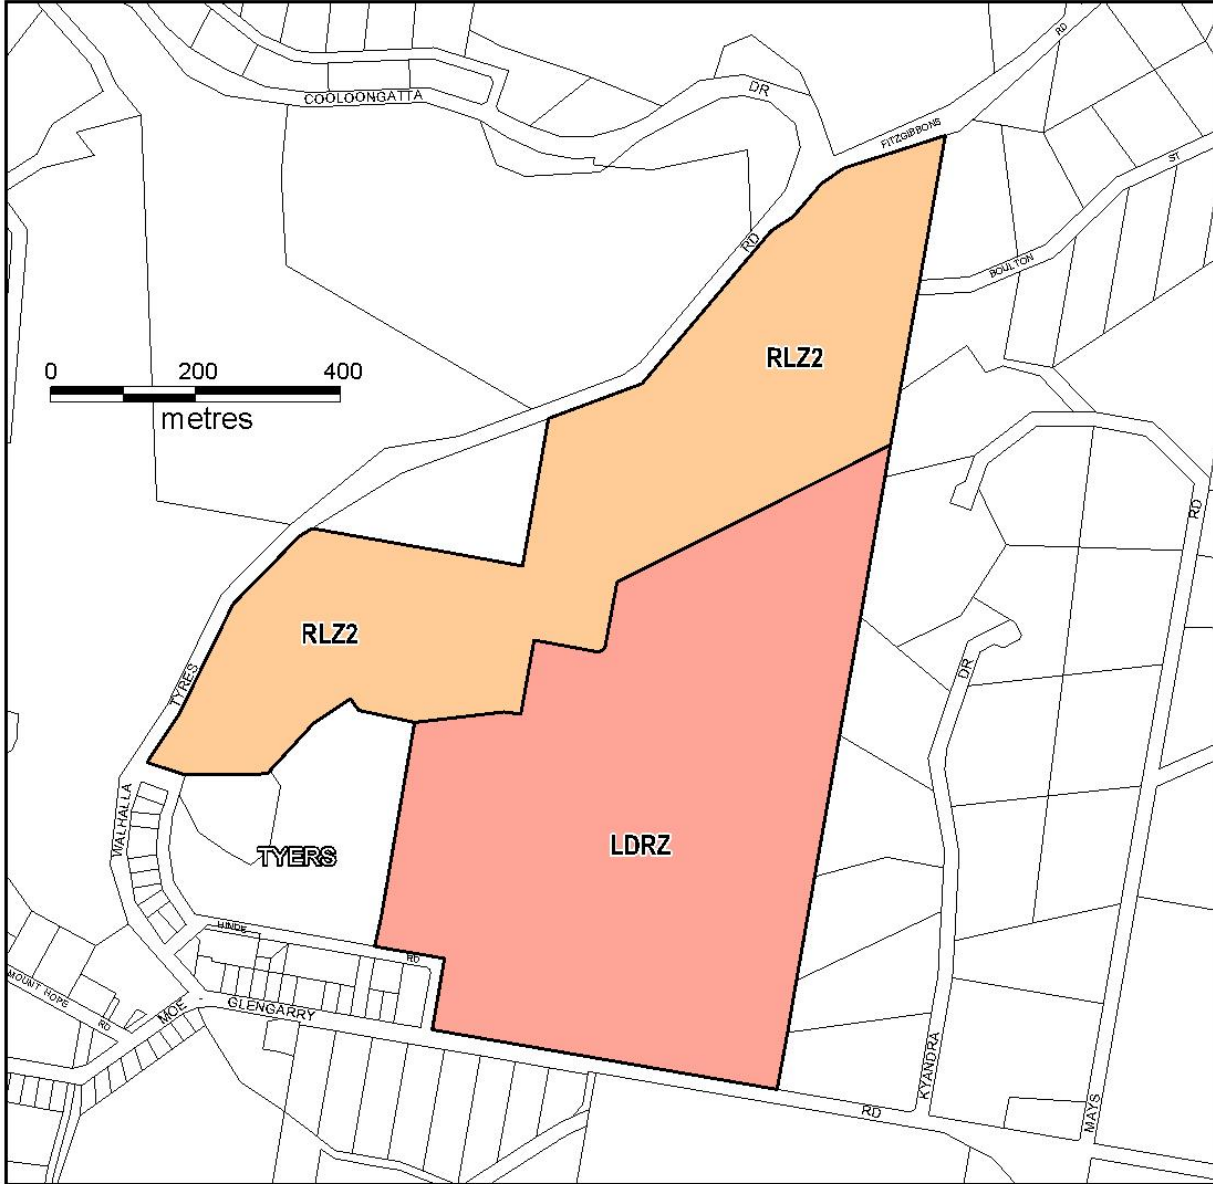 RD
DR
COOLOONGATTA
FITZGIBBONS
ST
RD
BOULTON
RLZ2
0 200 400
metres
RD
RLZ2
DR
TYRES
WALHALLA
LDRZ
TYERS
HINDE
RD
MOUNT HOPE
RD
MOE
GLENGARRY
RD
KYANDRA
MAYS